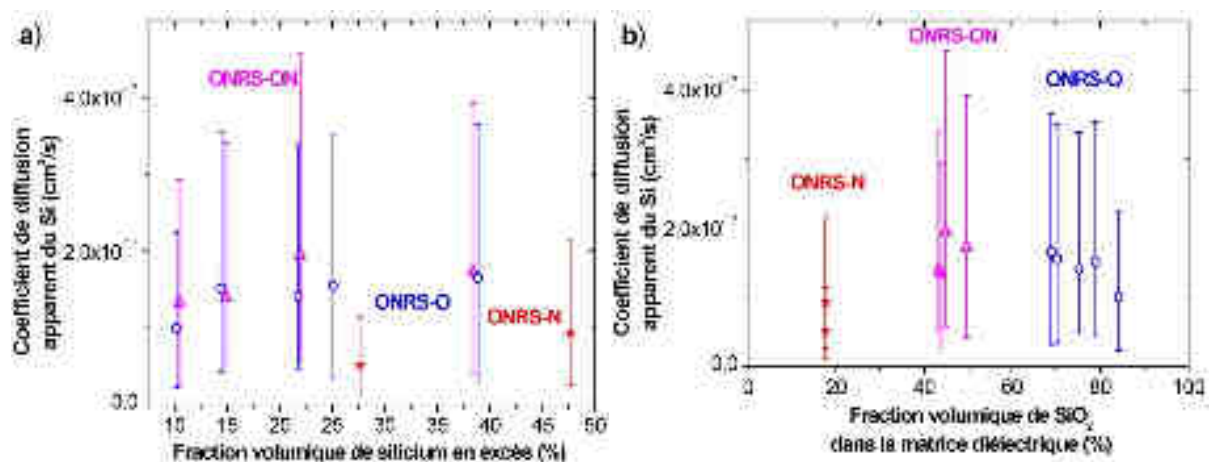 a)
ONRS-ON
ONRS-O
ONRS-N
Coefficient de diffusion
apparent du Si (cm²/s)
4.0x10
2.0x10
0.0
10 15 20 25 30 35 40 45 50
Fraction volumique de silicium en excès (%)
b)
ONRS-ON
ONRS-O
ONRS-N
Coefficient de diffusion
apparent du Si (cm²/s)
4.0x10
2.0x10
0.0
0 20 40 60 80 100
Fraction volumique de SiO₂
dans la matrice diélectrique (%)